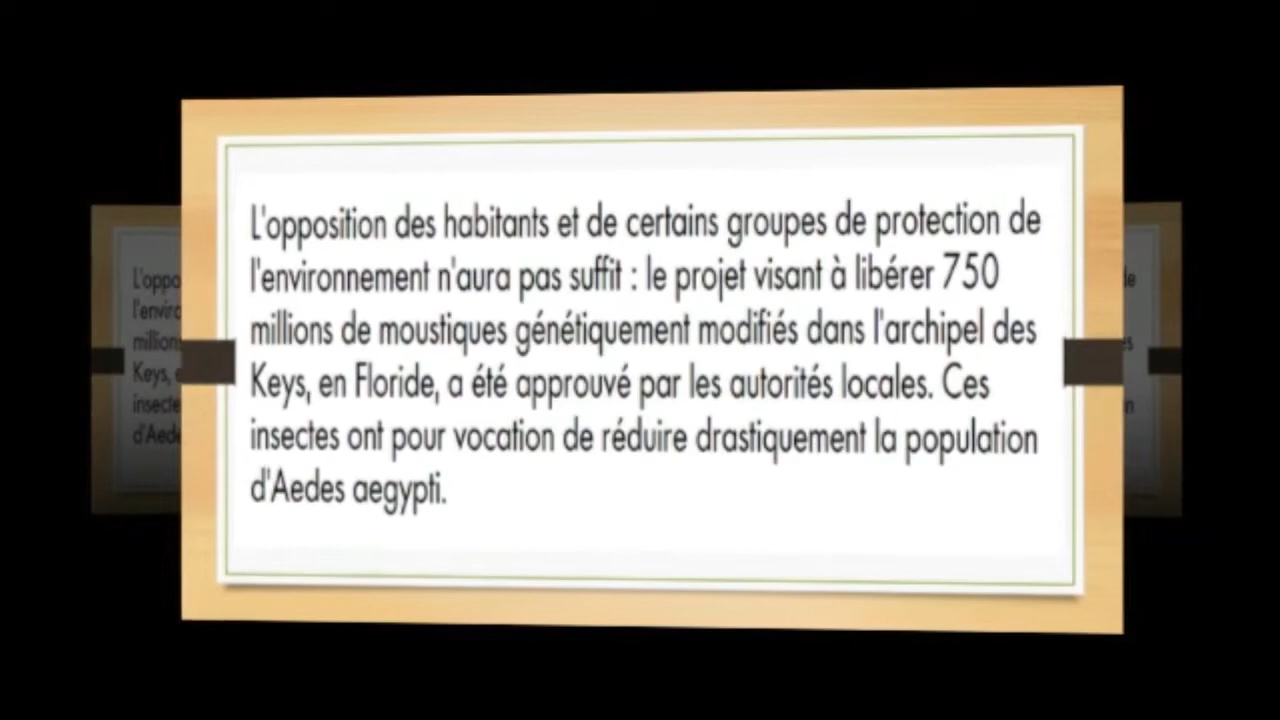 L'opposition des habitants et de certains groupes de protection de
l'environnement n'aura pas suffit : le projet visant à libérer 750
millions de moustiques génétiquement modifiés dans l'archipel des
Keys, en Floride, a été approuvé par les autorités locales. Ces
insectes ont pour vocation de réduire drastiquement la population
d'Aedes aegypti.